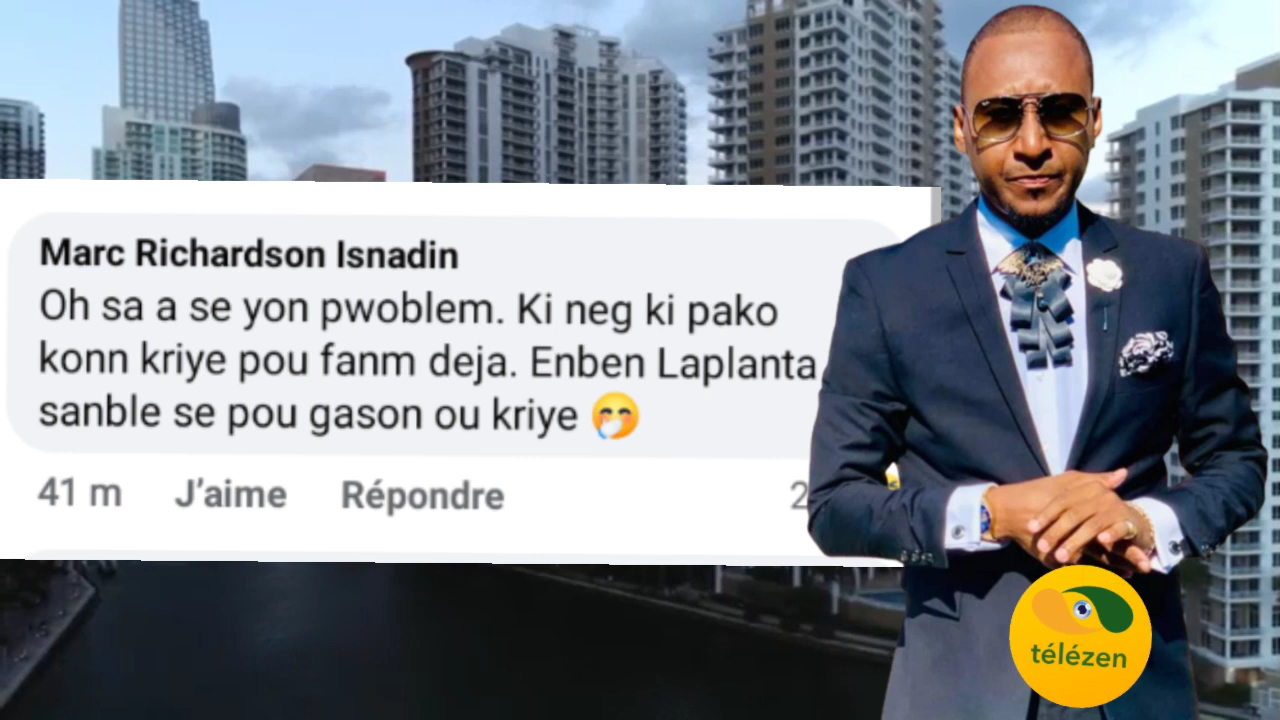 Marc Richardson Isnadin
Oh sa a se yon pwoblem. Ki neg ki pako
konn kriye pou fanm deja. Enben Laplanta
sanble se pou gason ou kriye 🤭
41 m J’aime Répondre 2
télézen